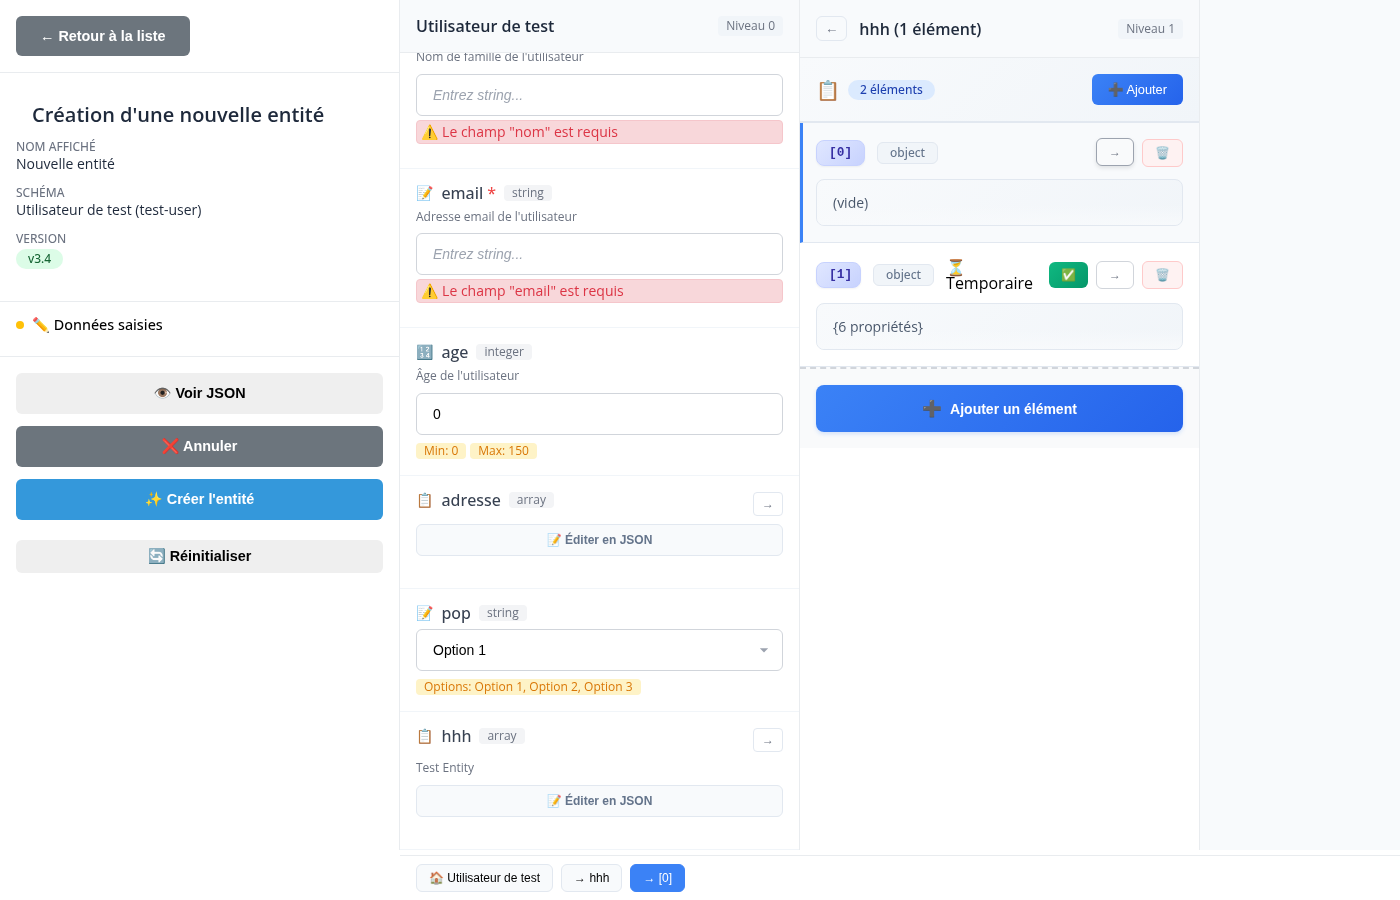 ← Retour à la liste
Création d'une nouvelle entité
NOM AFFICHÉ
Nouvelle entité
SCHÉMA
Utilisateur de test (test-user)
VERSION
v3.4
✏️ Données saisies
👁️ Voir JSON
❌ Annuler
✨ Créer l'entité
🔄 Réinitialiser
Utilisateur de test
Niveau 0
Nom de famille de l'utilisateur
Entrez string...
⚠️ Le champ "nom" est requis
📝 email * string
Adresse email de l'utilisateur
Entrez string...
⚠️ Le champ "email" est requis
🔢 age integer
Âge de l'utilisateur
0
Min: 0 Max: 150
📋 adresse array →
📝 Éditer en JSON
📝 pop string
Option 1
Options: Option 1, Option 2, Option 3
📋 hhh array →
Test Entity
📝 Éditer en JSON
← hhh (1 élément) Niveau 1
📋 2 éléments ➕ Ajouter
[0] object → 🗑️
(vide)
[1] object ⏳ Temporaire ✅ → 🗑️
{6 propriétés}
➕ Ajouter un élément
🏠 Utilisateur de test → hhh → [0]